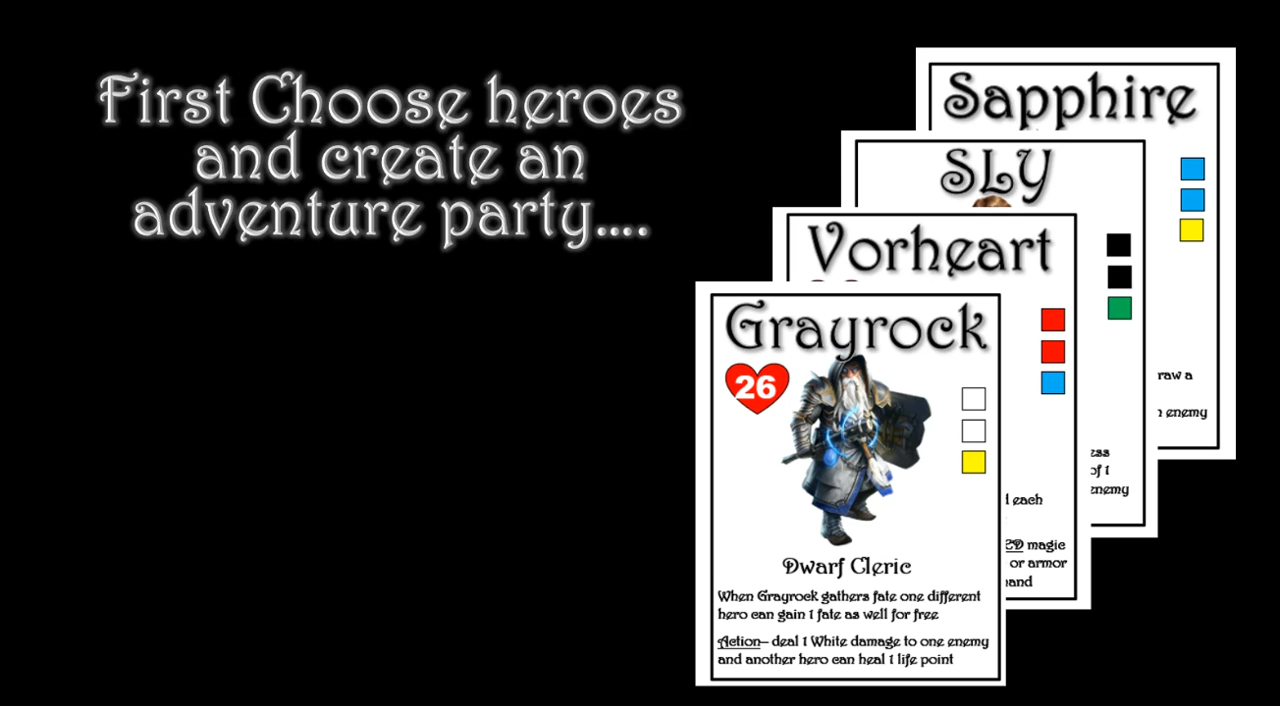 First Choose heroes
and create an
adventure party....
Sapphire
draw a
enemy
SLY
of 1
enemy
Vorheart
each
magic
or armor
Grayrock
26
Dwarf Cleric
When Grayrock gathers fate one different
hero can gain 1 fate as well for free
Action– deal 1 White damage to one enemy
and another hero can heal 1 life point